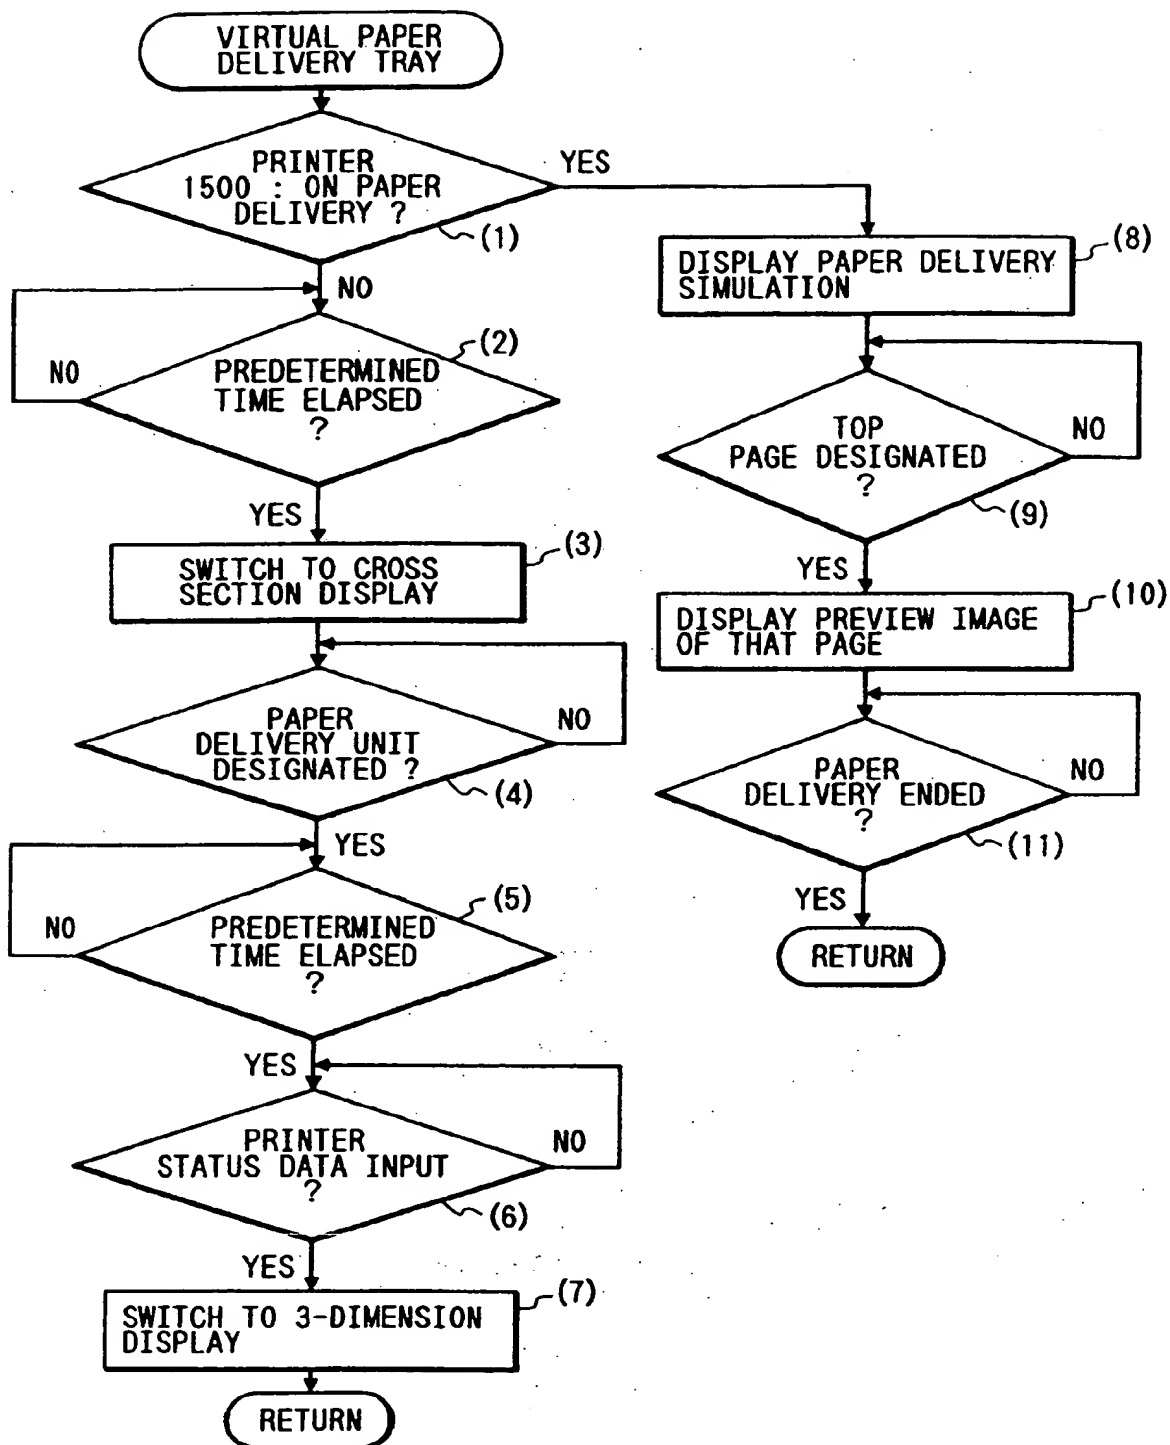 VIRTUAL PAPER
DELIVERY TRAY
PRINTER
1500 : ON PAPER
DELIVERY ?
(1)
YES
NO
(2)
PREDETERMINED
TIME ELAPSED
?
NO
YES
(3)
SWITCH TO CROSS
SECTION DISPLAY
PAPER
DELIVERY UNIT
DESIGNATED ?
(4)
NO
YES
(5)
PREDETERMINED
TIME ELAPSED
?
NO
YES
PRINTER
STATUS DATA INPUT
?
(6)
NO
YES
(7)
SWITCH TO 3-DIMENSION
DISPLAY
RETURN
(8)
DISPLAY PAPER DELIVERY
SIMULATION
TOP
PAGE DESIGNATED
?
(9)
NO
YES
(10)
DISPLAY PREVIEW IMAGE
OF THAT PAGE
PAPER
DELIVERY ENDED
?
(11)
NO
YES
RETURN